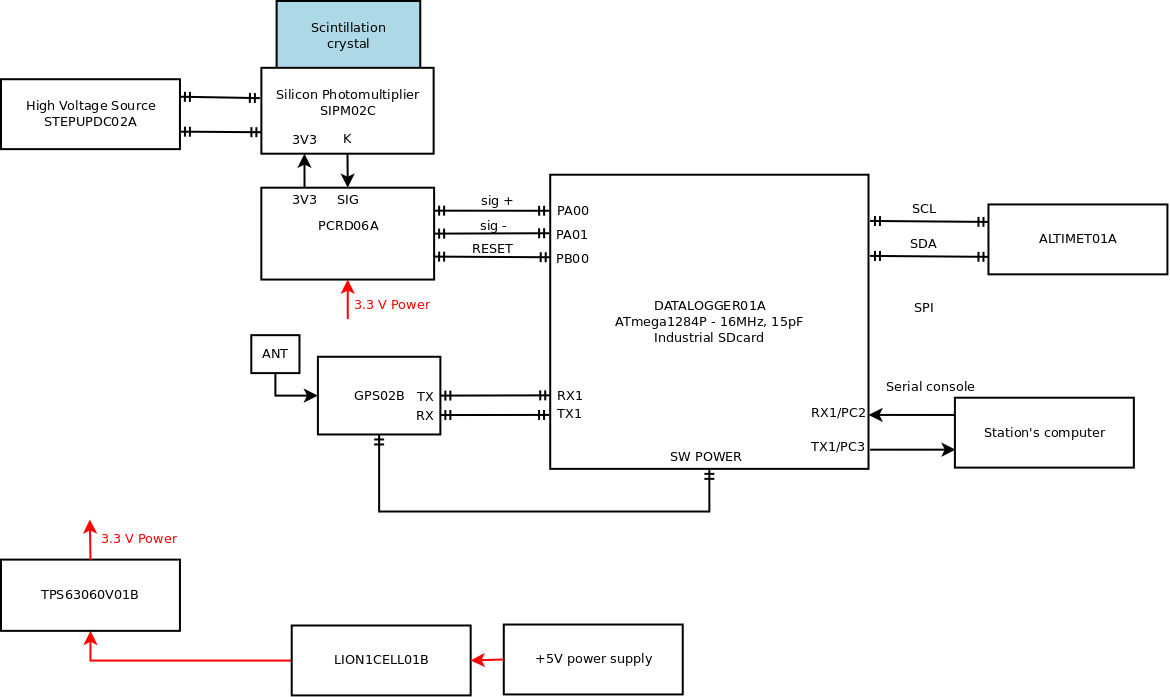 Scintillation
crystal
High Voltage Source
STEPUPDC02A
Silicon Photomultiplier
SIPM02C
3V3 K
3V3 SIG
PCRD06A
sig +
sig -
RESET
PA00
PA01
PB00
3.3 V Power
DATALOGGER01A
ATmega1284P - 16MHz, 15pF
Industrial SDcard
SCL
SDA
ALTIMET01A
SPI
ANT
GPS02B
TX
RX
RX1
TX1
Serial console
RX1/PC2
TX1/PC3
Station's computer
SW POWER
3.3 V Power
TPS63060V01B
LION1CELL01B
+5V power supply